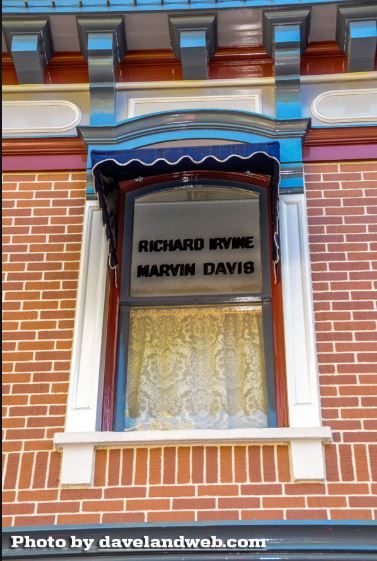 RICHARD IRVINE
MARVIN DAVIS
Photo by davelandweb.com